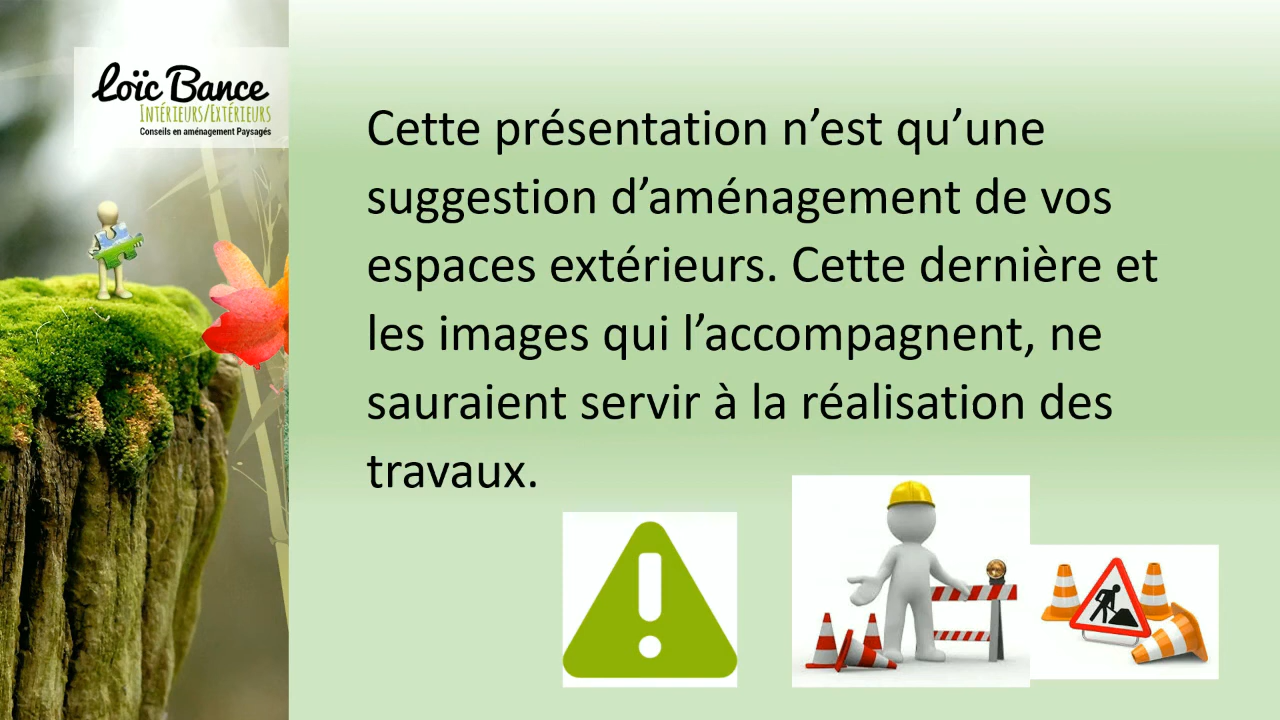 Loïc Bance
Intérieurs/Extérieurs
Conseils en aménagement Paysagés
Cette présentation n’est qu’une
suggestion d’aménagement de vos
espaces extérieurs. Cette dernière et
les images qui l’accompagnent, ne
sauraient servir à la réalisation des
travaux.